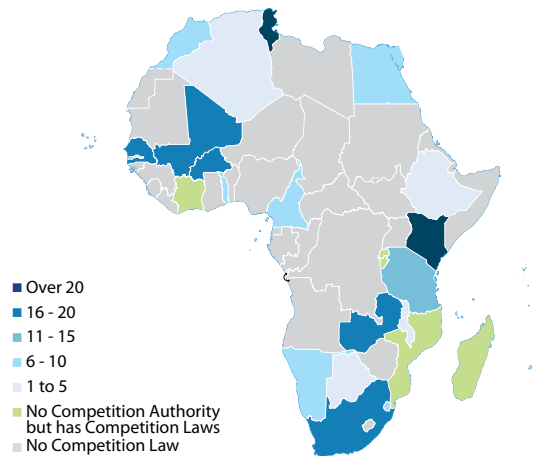 Over 20
16 - 20
11 - 15
6 - 10
1 to 5
No Competition Authority
but has Competition Laws
No Competition Law